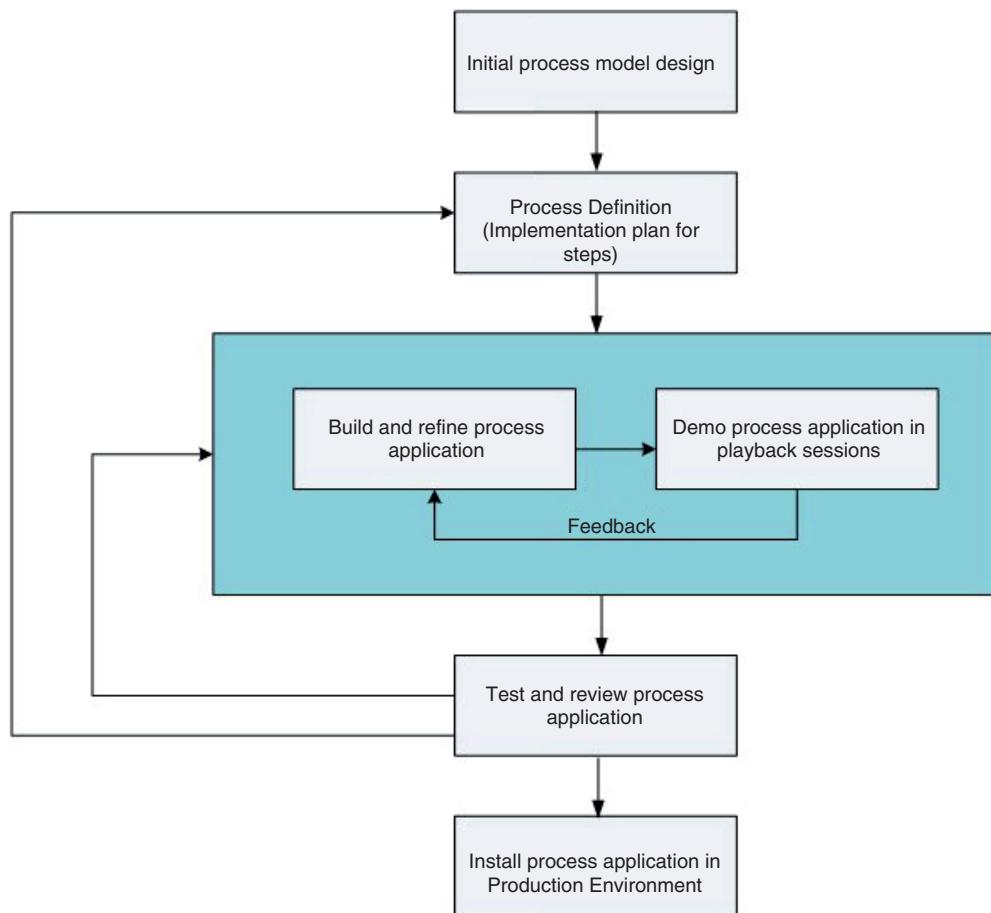 Initial process model design
Process Definition
(Implementation plan for
steps)
Build and refine process
application
Demo process application in
playback sessions
Feedback
Test and review process
application
Install process application in
Production Environment